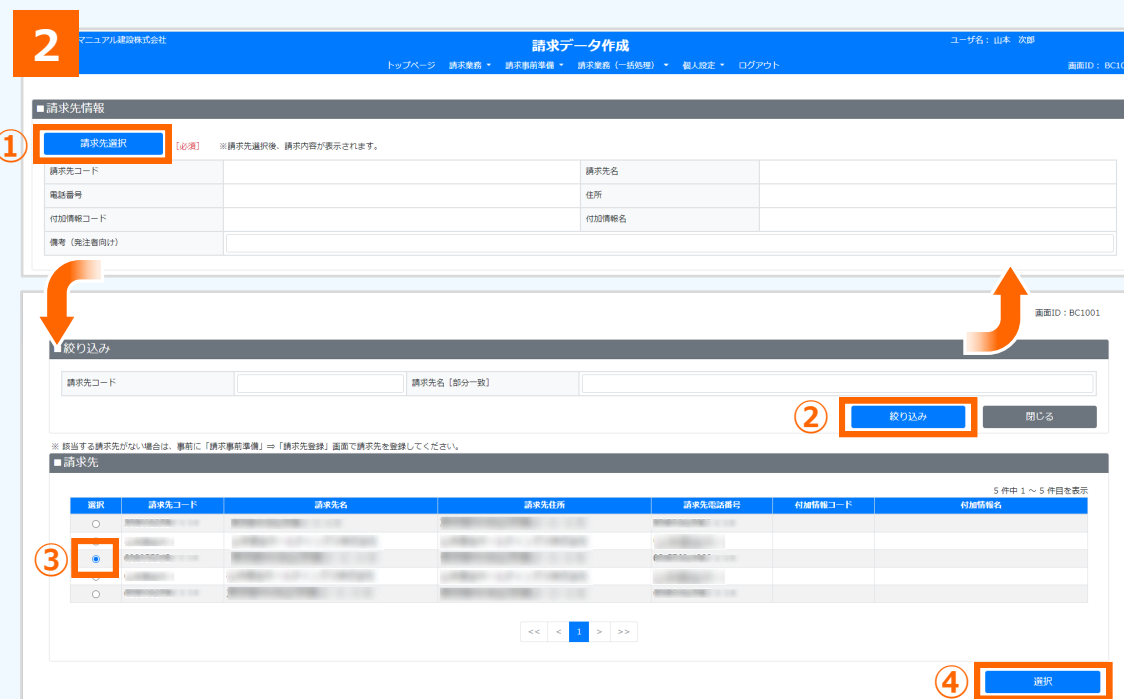 2
マニュアル建設株式会社
請求データ作成
ユーザ名： 山本 次郎
トップページ 請求業務 請求事前準備 請求業務（一括処理） 個人設定 ログアウト
画面ID： BC10
■請求先情報
①
請求先選択
[必須] ※請求先選択後、請求内容が表示されます。
請求先コード 請求先名
電話番号 住所
付加情報コード 付加情報名
備考（発注者向け）
画面ID：BC1001
■絞り込み
請求先コード 請求先名［部分一致］
②
絞り込み 閉じる
※ 該当する請求先がない場合は、事前に「請求事前準備」⇒「請求先登録」画面で請求先を登録してください。
■請求先
5 件中 1 ～ 5 件目を表示
選択 請求先コード 請求先名 請求先住所 請求先電話番号 付加情報コード 付加情報名
③
<< < 1 > >>
④
選択